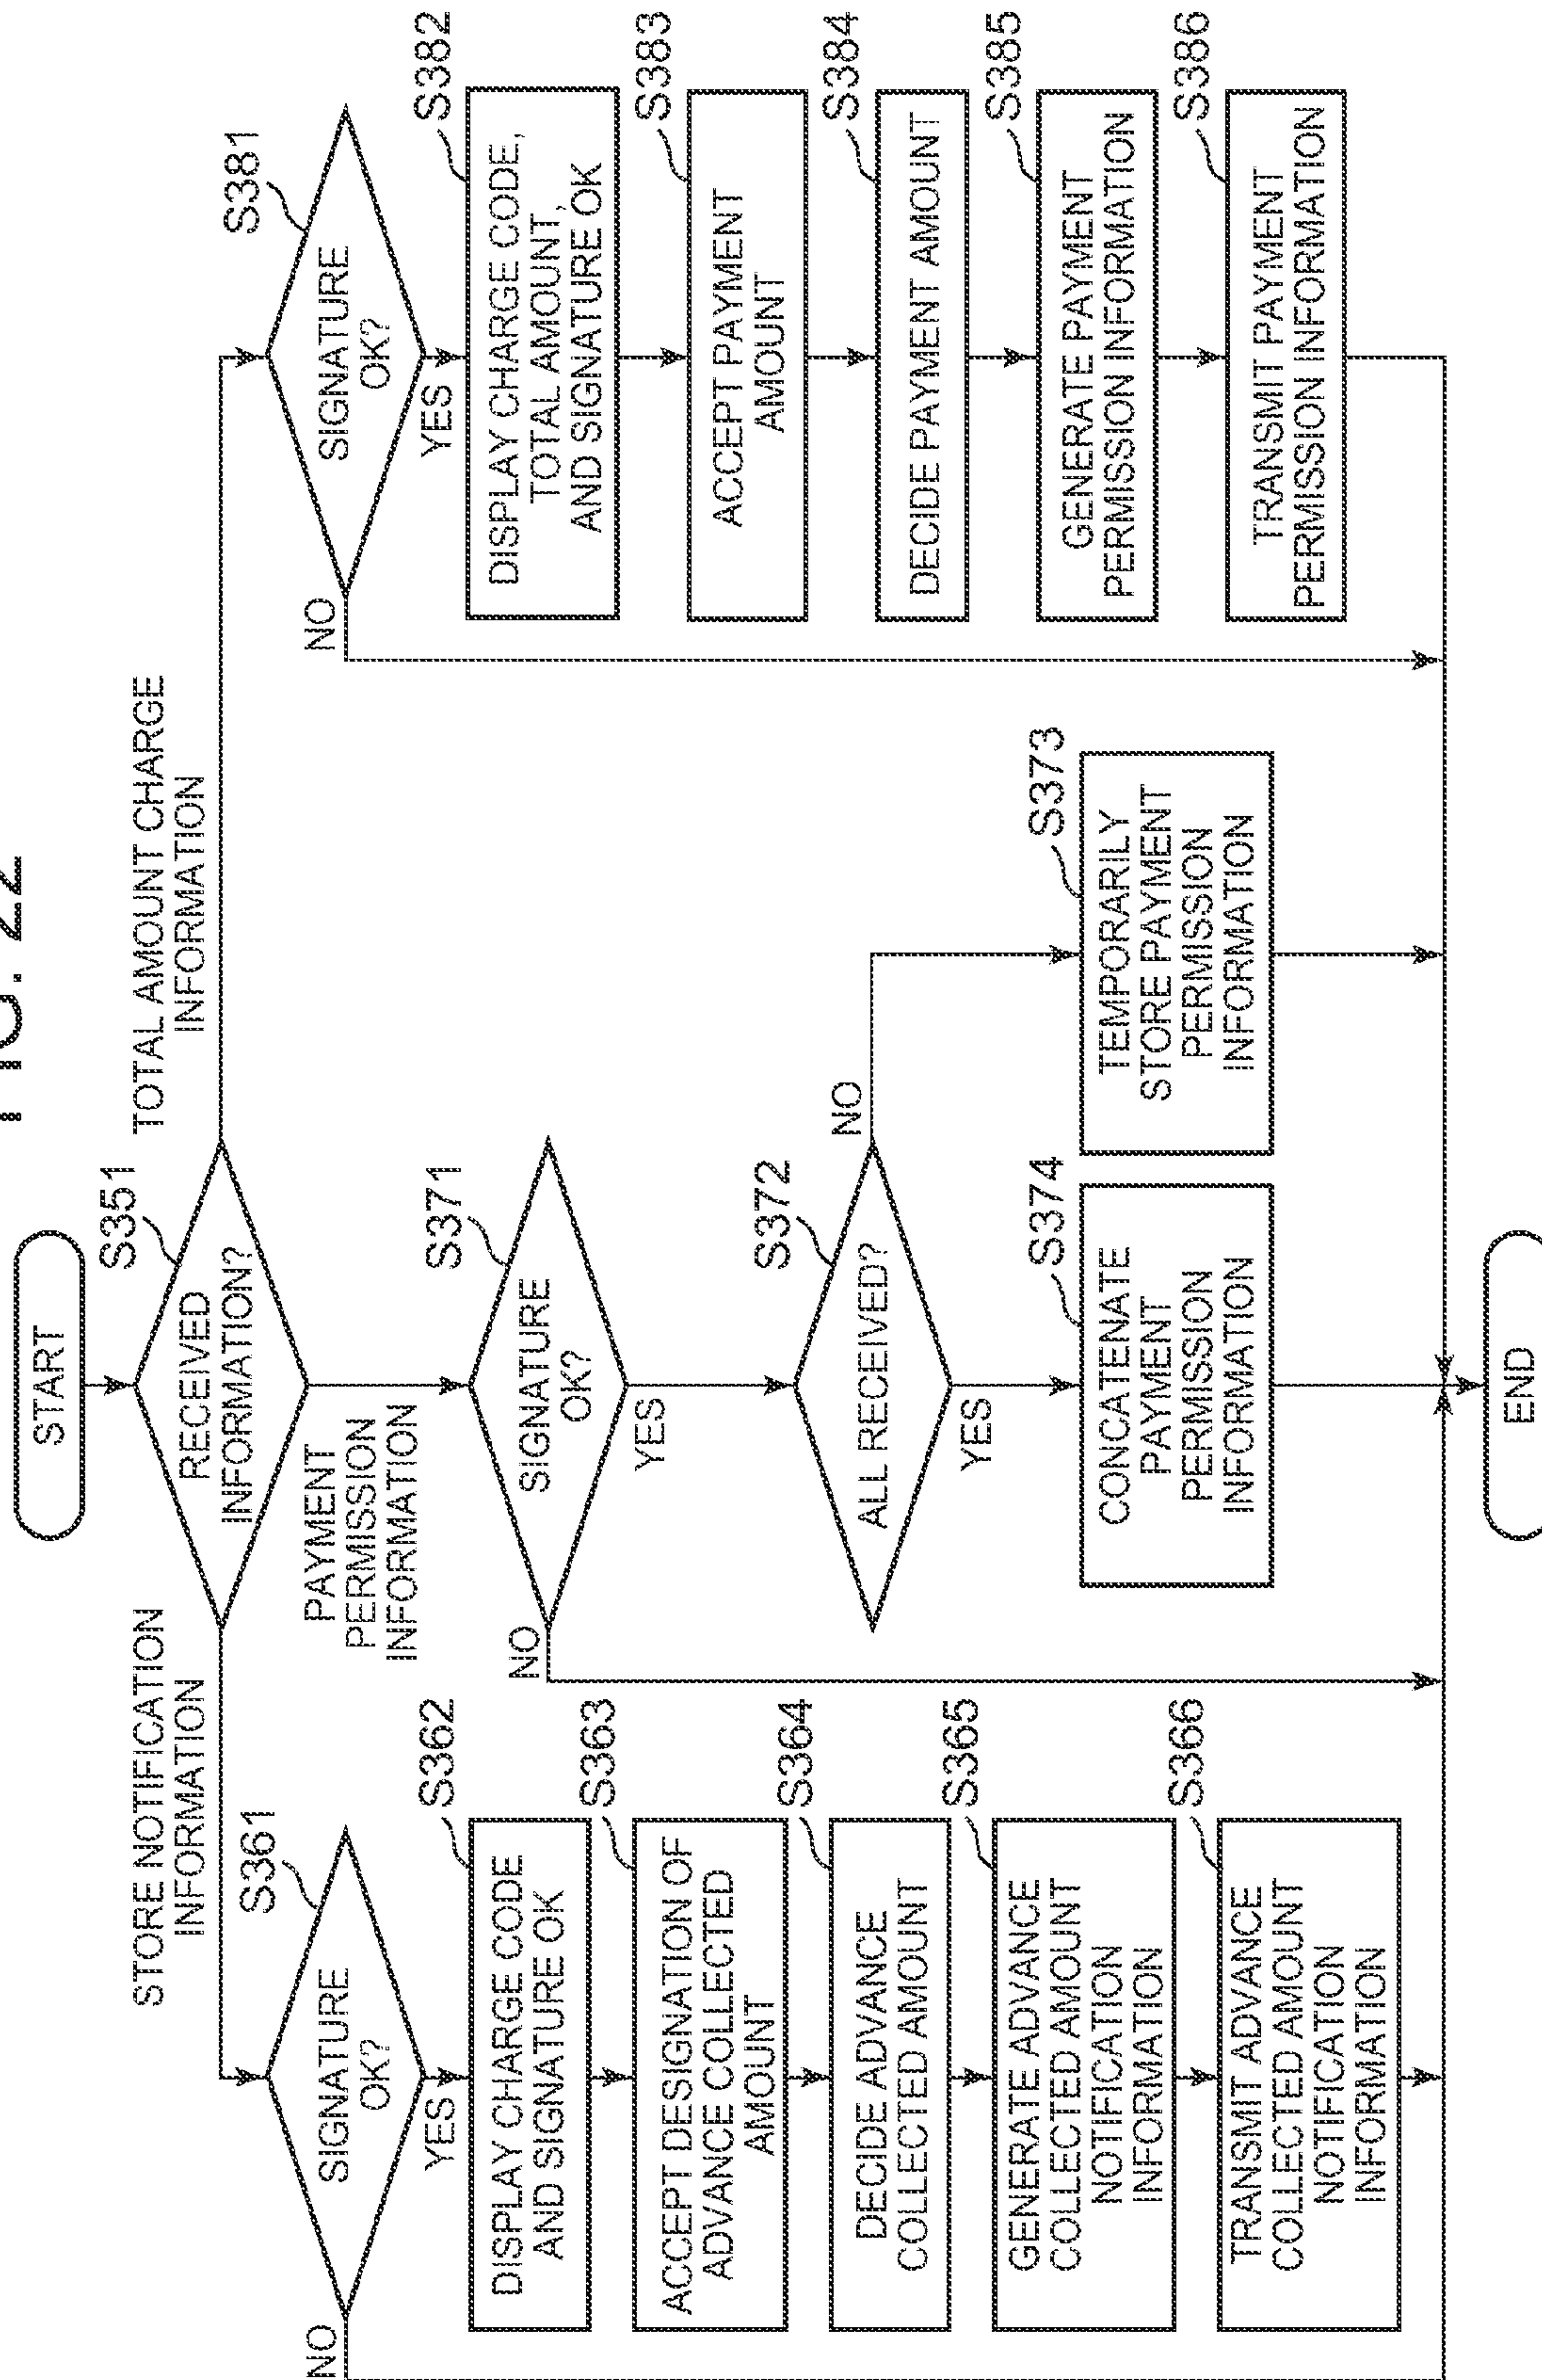 FIG. 22
START
S351
RECEIVED
INFORMATION?
STORE NOTIFICATION
INFORMATION
PAYMENT
PERMISSION
INFORMATION
TOTAL AMOUNT CHARGE
INFORMATION
S361
SIGNATURE
OK?
NO
YES
S362
DISPLAY CHARGE CODE
AND SIGNATURE OK
S363
ACCEPT DESIGNATION OF
ADVANCE COLLECTED
AMOUNT
S364
DECIDE ADVANCE
COLLECTED AMOUNT
S365
GENERATE ADVANCE
COLLECTED AMOUNT
NOTIFICATION
INFORMATION
S366
TRANSMIT ADVANCE
COLLECTED AMOUNT
NOTIFICATION
INFORMATION
S371
SIGNATURE
OK?
NO
YES
S372
ALL RECEIVED?
NO
YES
S374
CONCATENATE
PAYMENT
PERMISSION
INFORMATION
S373
TEMPORARILY
STORE PAYMENT
PERMISSION
INFORMATION
S381
SIGNATURE
OK?
NO
YES
S382
DISPLAY CHARGE CODE,
TOTAL AMOUNT,
AND SIGNATURE OK
S383
ACCEPT PAYMENT
AMOUNT
S384
DECIDE PAYMENT AMOUNT
S385
GENERATE PAYMENT
PERMISSION INFORMATION
S386
TRANSMIT PAYMENT
PERMISSION INFORMATION
END